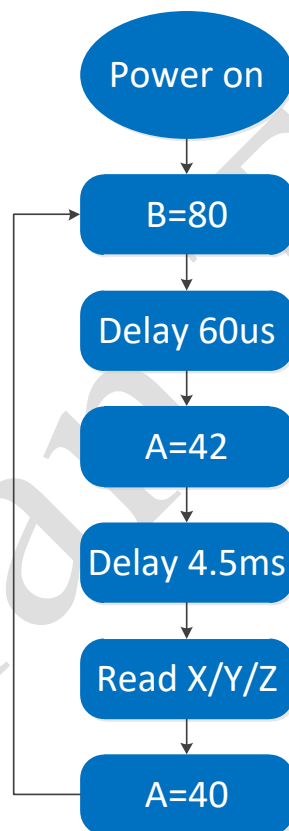 Power on
B=80
Delay 60us
A=42
Delay 4.5ms
Read X/Y/Z
A=40